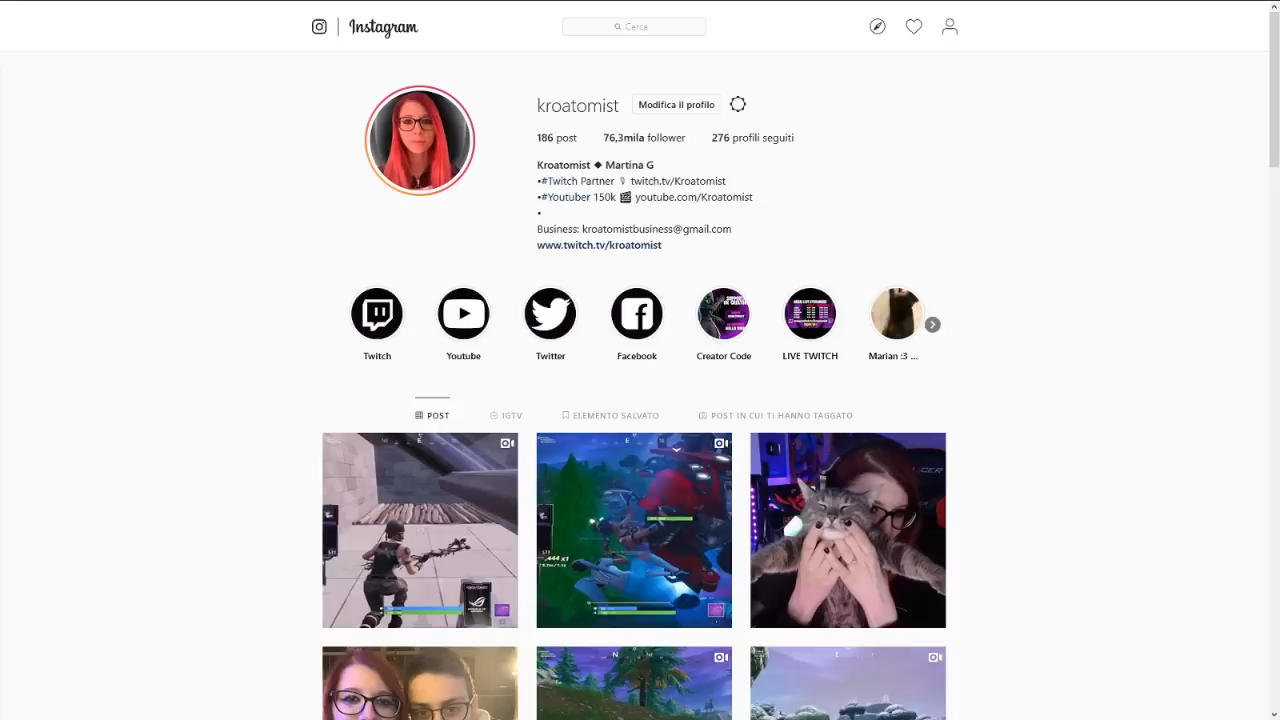 Instagram
Cerca
kroatomist
Modifica il profilo
186 post
76,3mila follower
276 profili seguiti
Kroatomist ◆ Martina G
•#Twitch Partner 🎙 twitch.tv/Kroatomist
•#Youtuber 150k 🎬 youtube.com/Kroatomist
•
Business: kroatomistbusiness@gmail.com
www.twitch.tv/kroatomist
Twitch
Youtube
Twitter
Facebook
Creator Code
LIVE TWITCH
Marian :3 ...
POST
IGTV
ELEMENTO SALVATO
POST IN CUI TI HANNO TAGGATO